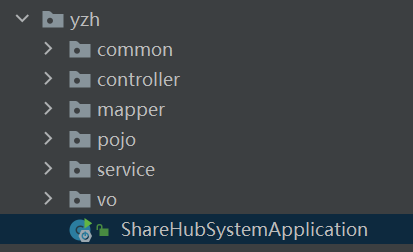 yzh
common
controller
mapper
pojo
service
vo
ShareHubSystemApplication